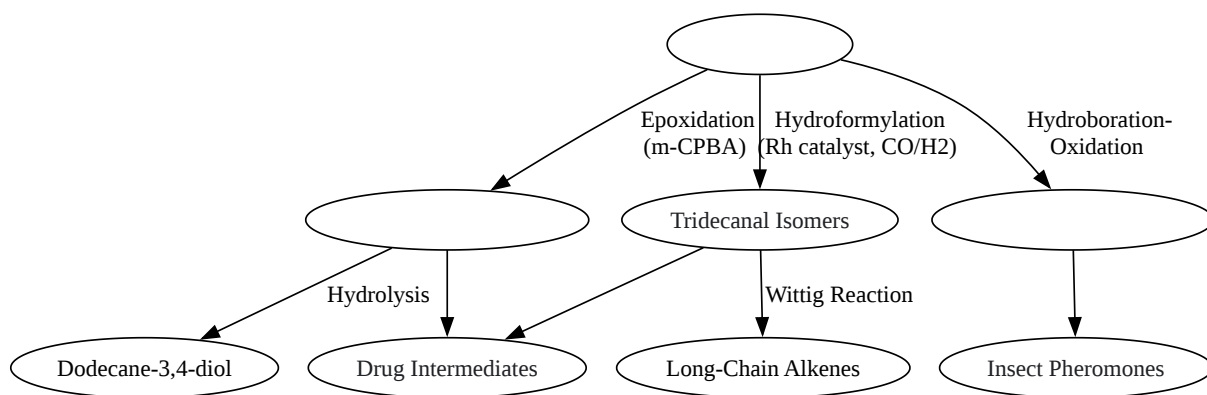 Epoxidation
(m-CPBA)
Hydroformylation
(Rh catalyst, CO/H2)
Hydroboration-
Oxidation
Tridecanal Isomers
Hydrolysis
Wittig Reaction
Dodecane-3,4-diol
Drug Intermediates
Long-Chain Alkenes
Insect Pheromones